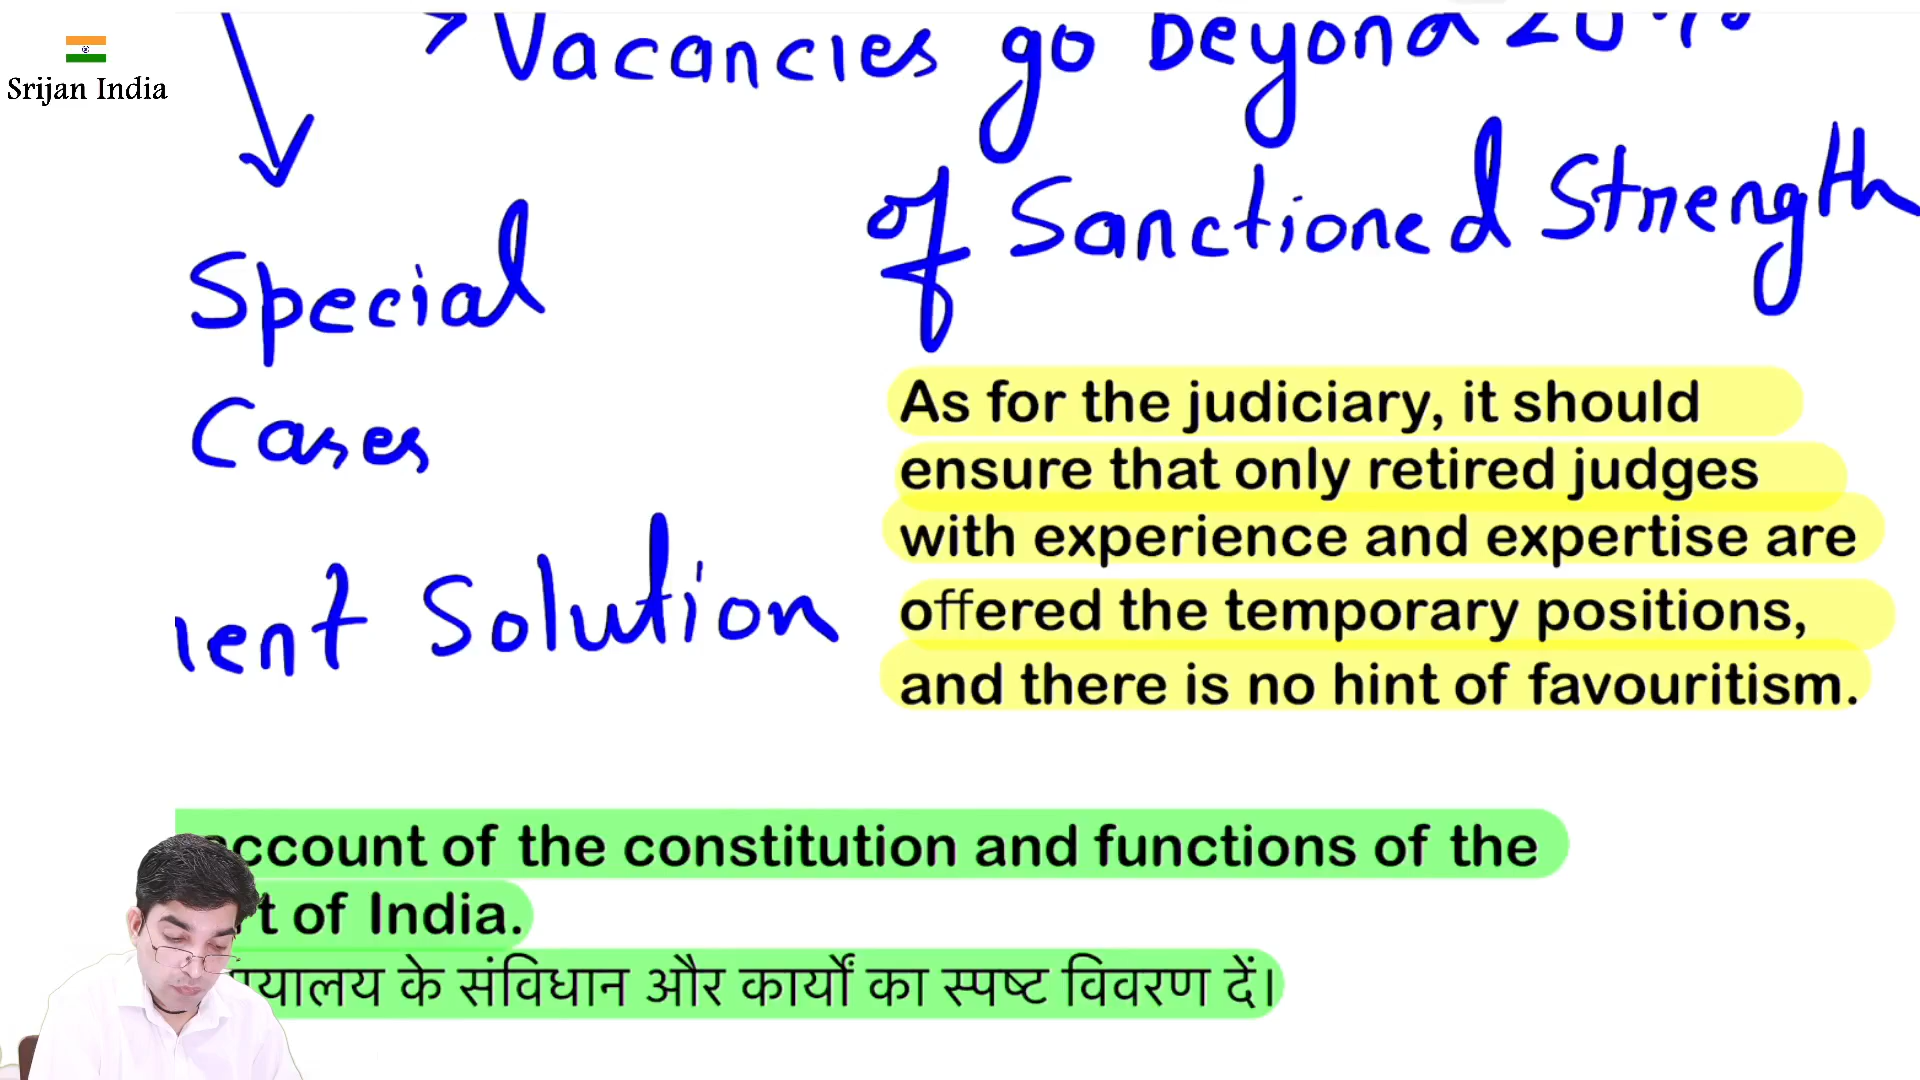 Vacancies go beyond 20%
Srijan India
of Sanctioned Strength
Special
Cases
As for the judiciary, it should
ensure that only retired judges
with experience and expertise are
offered the temporary positions,
and there is no hint of favouritism.
Solution
account of the constitution and functions of the
of India.
के संविधान और कार्यों का स्पष्ट विवरण दें।